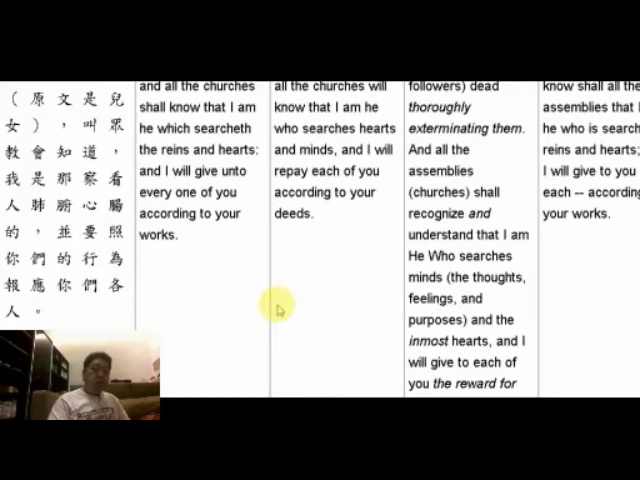 （原文是兒
女），叫眾
教會知道，
我是那察看
人肺腑心腸
的，並要照
你們的行為
報應你們各
人。
and all the churches
shall know that I am
he which searcheth
the reins and hearts:
and I will give unto
every one of you
according to your
works.
all the churches will
know that I am he
who searches hearts
and minds, and I will
repay each of you
according to your
deeds.
followers) dead
thoroughly
exterminating them.
And all the
assemblies
(churches) shall
recognize and
understand that I am
He Who searches
minds (the thoughts,
feelings, and
purposes) and the
inmost hearts, and I
will give to each of
you the reward for
know shall all the
assemblies that I
he who is search
reins and hearts;
I will give to you
each -- according
your works.